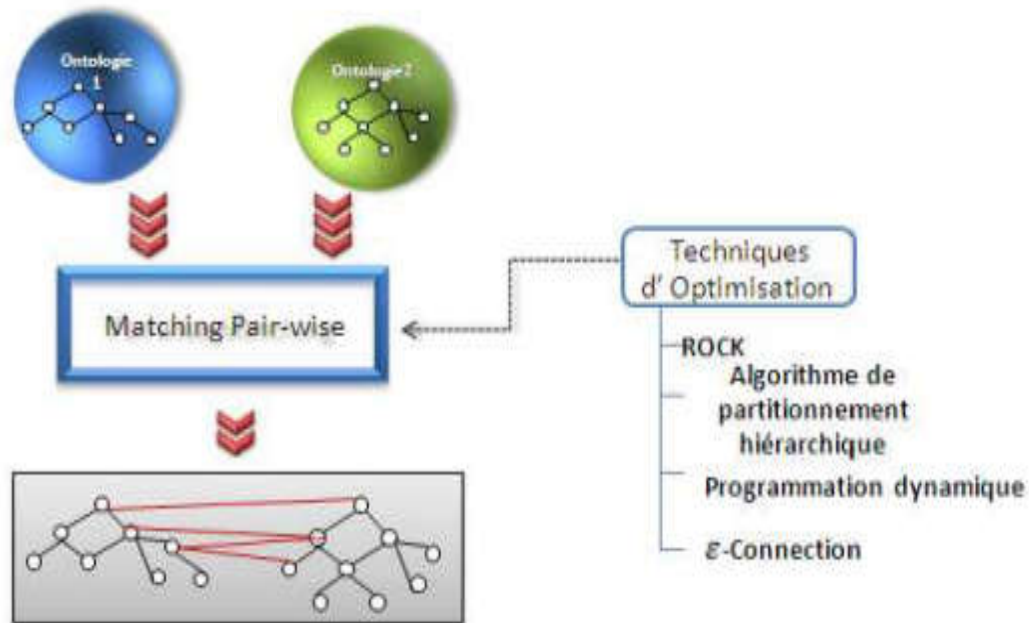 Ontologie
1
Ontologie2
Matching Pair-wise
Techniques
d' Optimisation
ROCK
Algorithme de
partitionnement
hiérarchique
Programmation dynamique
ε-Connection